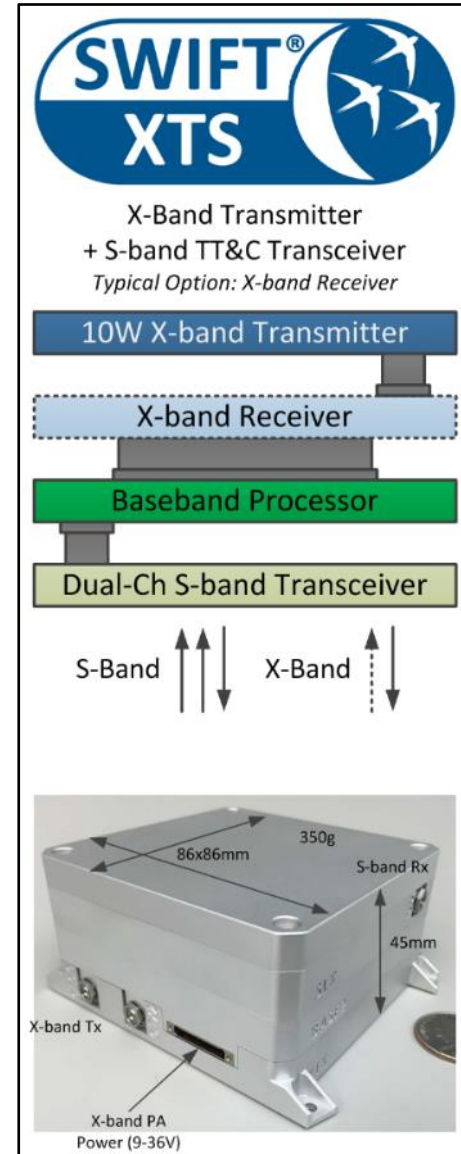 SWIFT®
XTS
X-Band Transmitter
+ S-band TT&C Transceiver
Typical Option: X-band Receiver
10W X-band Transmitter
X-band Receiver
Baseband Processor
Dual-Ch S-band Transceiver
S-Band
X-Band
350g
86x86mm
S-band Rx
45mm
SLX
X-band Tx
X-band PA
Power (9-36V)